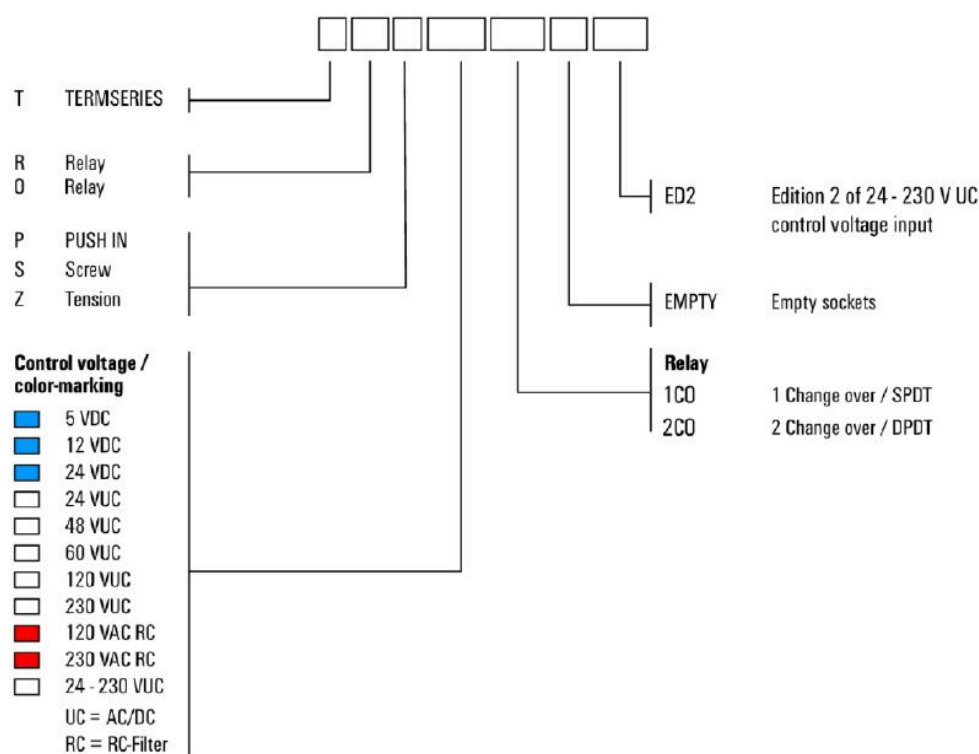 T TERMSERIES
R Relay
O Relay
P PUSH IN
S Screw
Z Tension
Control voltage /
color-marking
5 VDC
12 VDC
24 VDC
24 VUC
48 VUC
60 VUC
120 VUC
230 VUC
120 VAC RC
230 VAC RC
24 - 230 VUC
UC = AC/DC
RC = RC-Filter
ED2 Edition 2 of 24 - 230 V UC
control voltage input
EMPTY Empty sockets
Relay
1CO 1 Change over / SPDT
2CO 2 Change over / DPDT